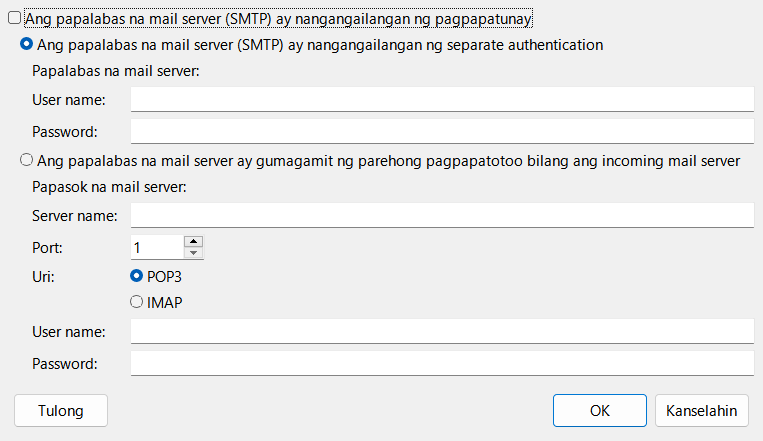 Ang papalabas na mail server (SMTP) ay nangangailangan ng pagpapatunay
Ang papalabas na mail server (SMTP) ay nangangailangan ng separate authentication
Papalabas na mail server:
User name:
Password:
Ang papalabas na mail server ay gumagamit ng parehong pagpapatotoo bilang ang incoming mail server
Papasok na mail server:
Server name:
Port: 1
Uri: POP3
IMAP
User name:
Password:
Tulong OK Kanselahin